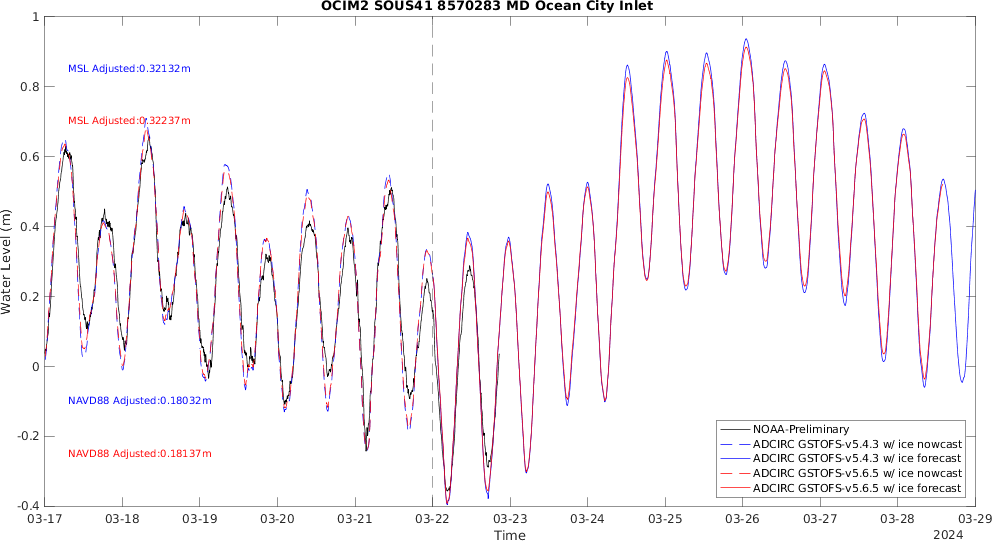 OCIM2 SOUS41 8570283 MD Ocean City Inlet
Water Level (m)
1
0.8
0.6
0.4
0.2
0
-0.2
-0.4
MSL Adjusted:0.32132m
MSL Adjusted:0.32237m
NAVD88 Adjusted:0.18032m
NAVD88 Adjusted:0.18137m
NOAA-Preliminary
ADCIRC GSTOFS-v5.4.3 w/ ice nowcast
ADCIRC GSTOFS-v5.4.3 w/ ice forecast
ADCIRC GSTOFS-v5.6.5 w/ ice nowcast
ADCIRC GSTOFS-v5.6.5 w/ ice forecast
03-17 03-18 03-19 03-20 03-21 03-22 03-23 03-24 03-25 03-26 03-27 03-28 03-29
Time
2024